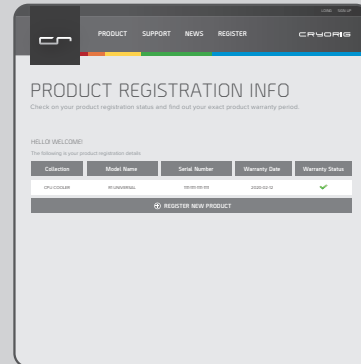 LOGIN SIGN UP
PRODUCT SUPPORT NEWS REGISTER CRYORIG
PRODUCT REGISTRATION INFO
Check on your product registration status and find out your exact product warranty period.
HELLO! WELCOME!
The following is your product registration details
Collection Model Name Serial Number Warranty Date Warranty Status
CPU COOLER UNIVERSAL 2020-02-12
REGISTER NEW PRODUCT